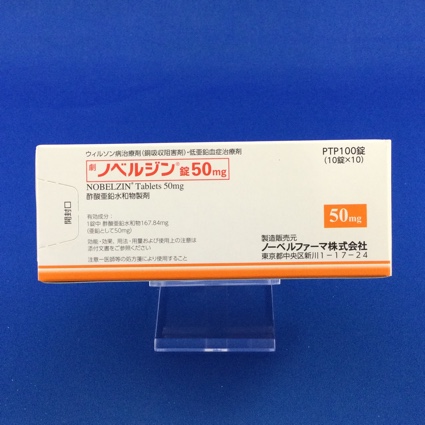 ウィルソン病治療剤(銅吸収阻害剤)・低亜鉛血症治療剤
劇 ノベルジン®錠50mg
NOBELZIN® Tablets 50mg
酢酸亜鉛水和物製剤
開封口
有効成分
1錠中 酢酸亜鉛水和物167.84mg
(亜鉛として50mg)
効能・効果、用法・用量および使用上の注意は
添付文書をご参照ください
注意-医師等の処方箋により使用すること
PTP100錠
(10錠×10)
50mg
製造販売元
ノーベルファーマ株式会社
東京都中央区新川1-17-24